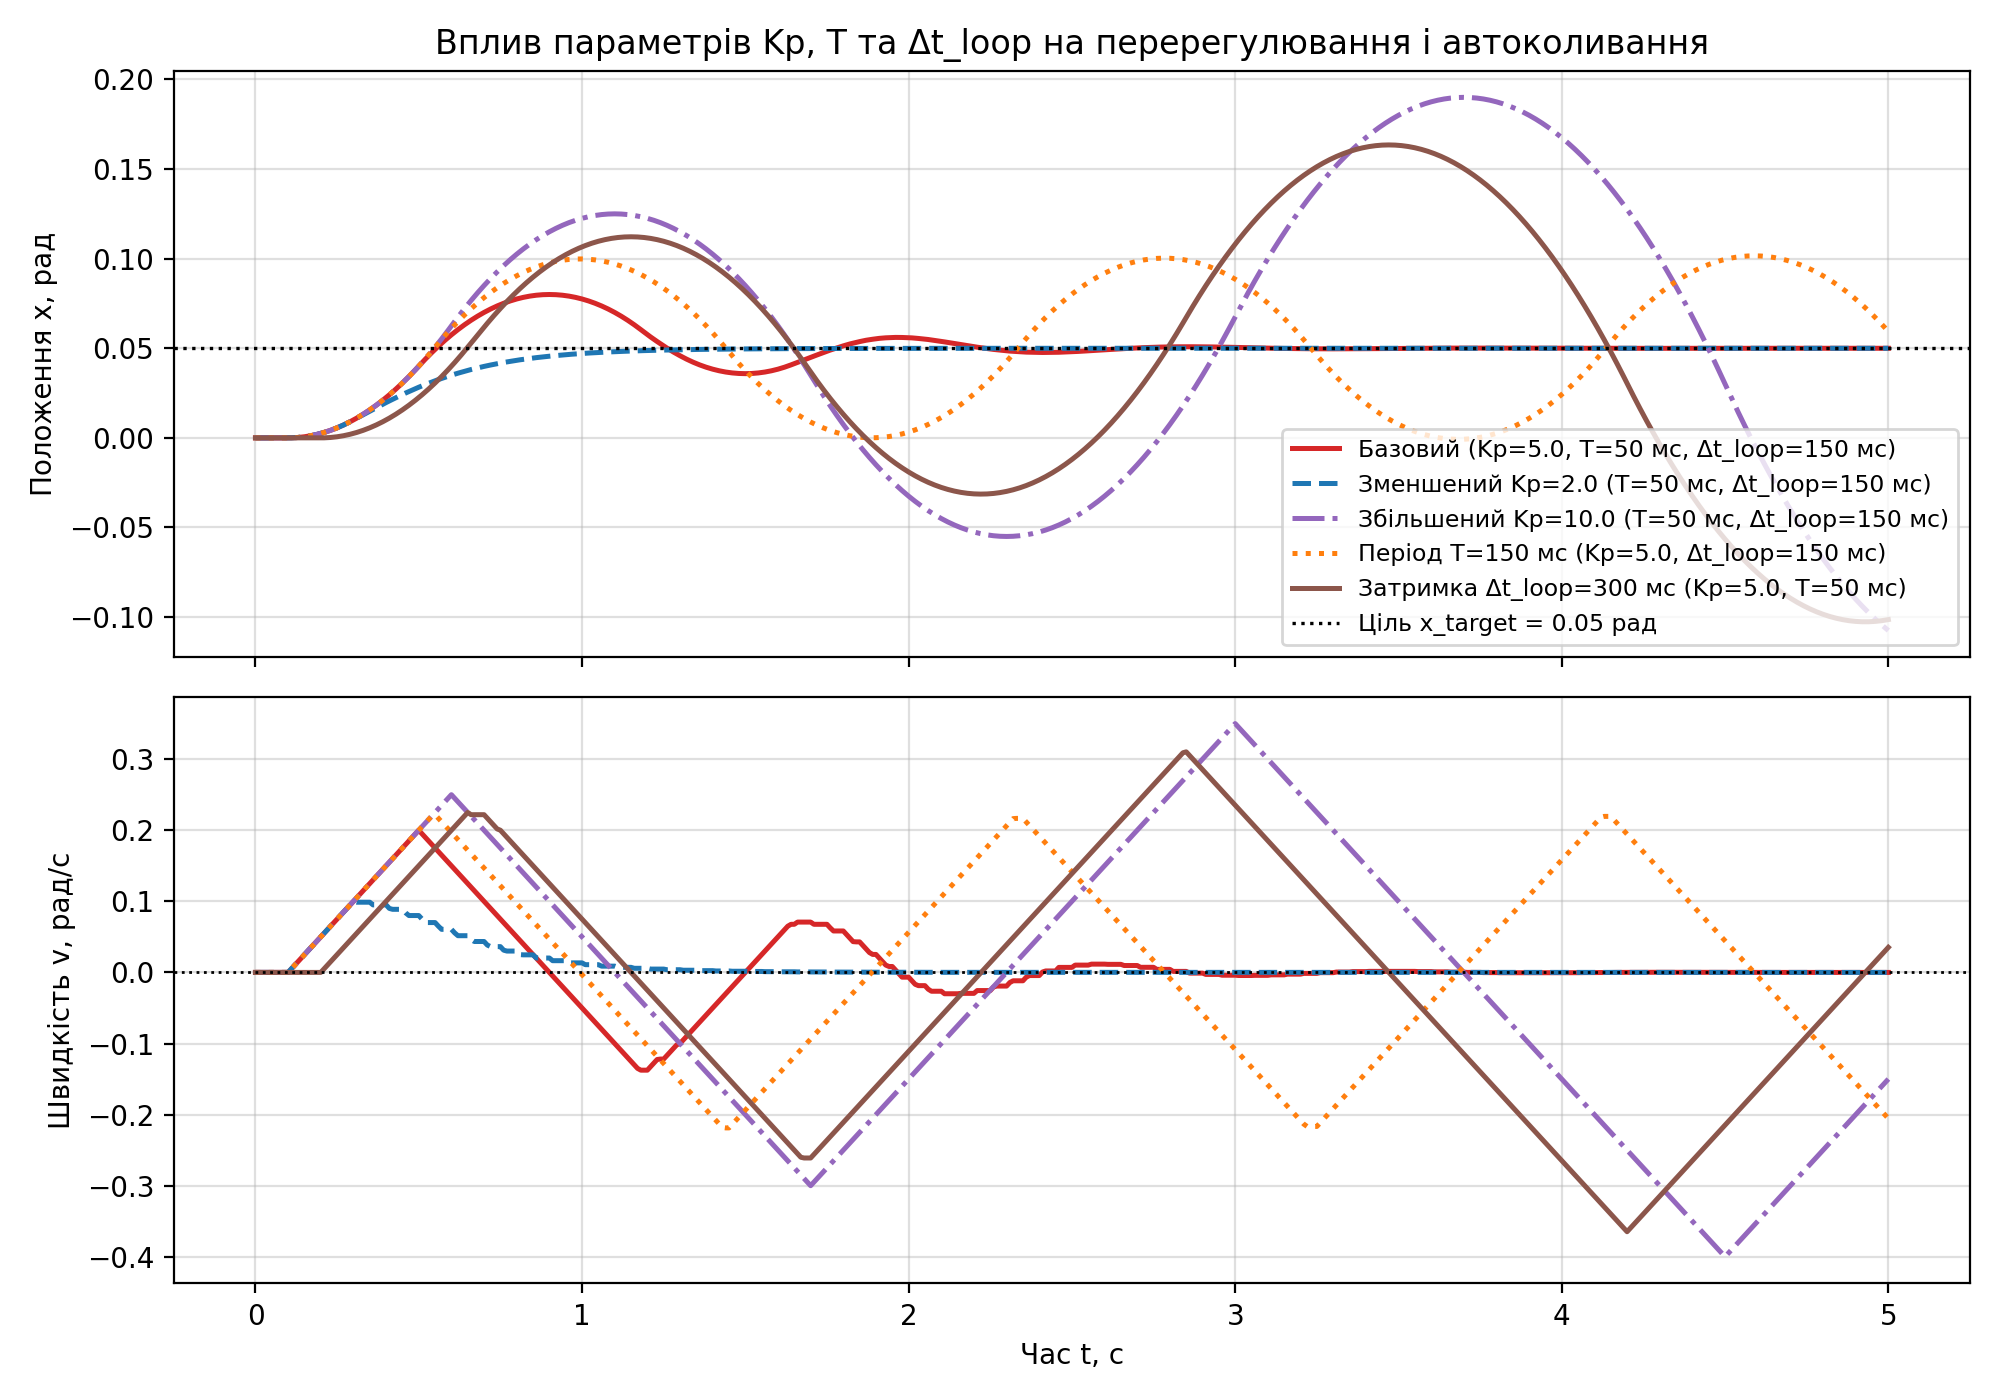 Вплив параметрів Kp, T та Δt_loop на перерегулювання і автоколивання
0.20
0.15
0.10
0.05
0.00
−0.05
−0.10
Положення x, рад
Базовий (Kp=5.0, T=50 мс, Δt_loop=150 мс)
Зменшений Kp=2.0 (T=50 мс, Δt_loop=150 мс)
Збільшений Kp=10.0 (T=50 мс, Δt_loop=150 мс)
Період T=150 мс (Kp=5.0, Δt_loop=150 мс)
Затримка Δt_loop=300 мс (Kp=5.0, T=50 мс)
Ціль x_target = 0.05 рад
0.3
0.2
0.1
0.0
−0.1
−0.2
−0.3
−0.4
Швидкість v, рад/с
0 1 2 3 4 5
Час t, с